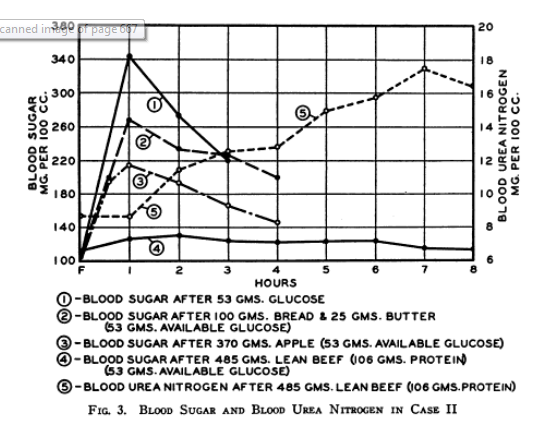 380
scanned image of page 667
340
300
260
220
180
140
100
BLOOD SUGAR
MG. PER 100 CC.
20
18
16
14
12
10
8
6
BLOOD UREA NITROGEN
MG. PER 100 CC.
1
2
3
5
5
4
F 1 2 3 4 5 6 7 8
HOURS
1 -BLOOD SUGAR AFTER 53 GMS. GLUCOSE
2 -BLOOD SUGAR AFTER 100 GMS. BREAD & 25 GMS. BUTTER
(53 GMS. AVAILABLE GLUCOSE)
3 -BLOOD SUGAR AFTER 370 GMS. APPLE (53 GMS. AVAILABLE GLUCOSE)
4 -BLOOD SUGAR AFTER 485 GMS. LEAN BEEF (106 GMS. PROTEIN)
(53 GMS. AVAILABLE GLUCOSE)
5 -BLOOD UREA NITROGEN AFTER 485 GMS. LEAN BEEF (106 GMS. PROTEIN)
FIG. 3. BLOOD SUGAR AND BLOOD UREA NITROGEN IN CASE II